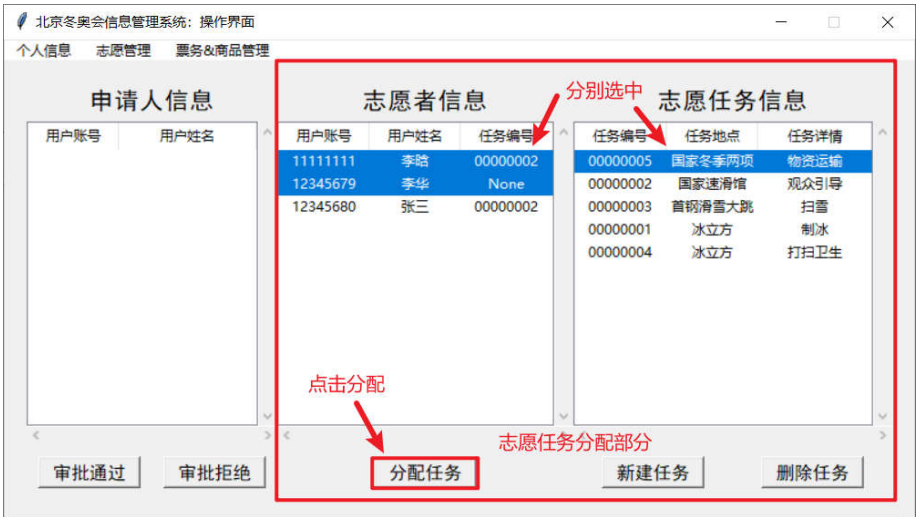 北京冬奥会信息管理系统：操作界面
个人信息 志愿管理 票务&商品管理
申请人信息 志愿者信息 分别选中 志愿任务信息
用户账号 用户姓名 用户账号 用户姓名 任务编号 任务编号 任务地点 任务详情
11111111 李晗 00000002 00000005 国家冬季两项 物资运输
12345679 李华 None 00000002 国家速滑馆 观众引导
12345680 张三 00000002 00000003 首钢滑雪大跳 扫雪
00000001 冰立方 制冰
00000004 冰立方 打扫卫生
点击分配
志愿任务分配部分
审批通过 审批拒绝 分配任务 新建任务 删除任务